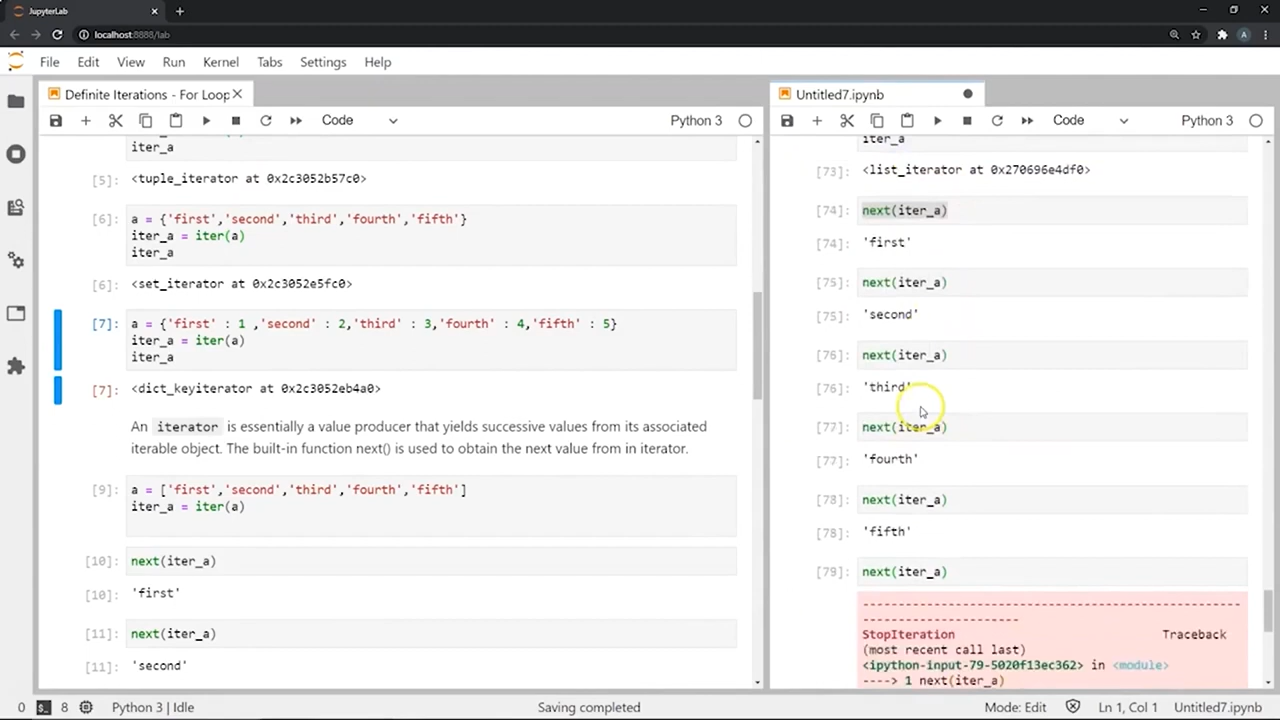 JupyterLab
localhost:8888/lab
File Edit View Run Kernel Tabs Settings Help
Definite Iterations - For Loop
Code
Python 3
iter_a
[5]: <tuple_iterator at 0x2c3052b57c0>
[6]: a = {'first','second','third','fourth','fifth'}
iter_a = iter(a)
iter_a
[6]: <set_iterator at 0x2c3052e5fc0>
[7]: a = {'first' : 1 ,'second' : 2,'third' : 3,'fourth' : 4,'fifth' : 5}
iter_a = iter(a)
iter_a
[7]: <dict_keyiterator at 0x2c3052eb4a0>
An iterator is essentially a value producer that yields successive values from its associated
iterable object. The built-in function next() is used to obtain the next value from in iterator.
[9]: a = ['first','second','third','fourth','fifth']
iter_a = iter(a)
[10]: next(iter_a)
[10]: 'first'
[11]: next(iter_a)
[11]: 'second'
Untitled7.ipynb
Code
Python 3
iter_a
[73]: <list_iterator at 0x270696e4df0>
[74]: next(iter_a)
[74]: 'first'
[75]: next(iter_a)
[75]: 'second'
[76]: next(iter_a)
[76]: 'third'
[77]: next(iter_a)
[77]: 'fourth'
[78]: next(iter_a)
[78]: 'fifth'
[79]: next(iter_a)
---------------------------------------------------------------------------
StopIteration Traceback
(most recent call last)
<ipython-input-79-5020f13ec362> in <module>
----> 1 next(iter_a)
0 8 Python 3 | Idle Saving completed Mode: Edit Ln 1, Col 1 Untitled7.ipynb